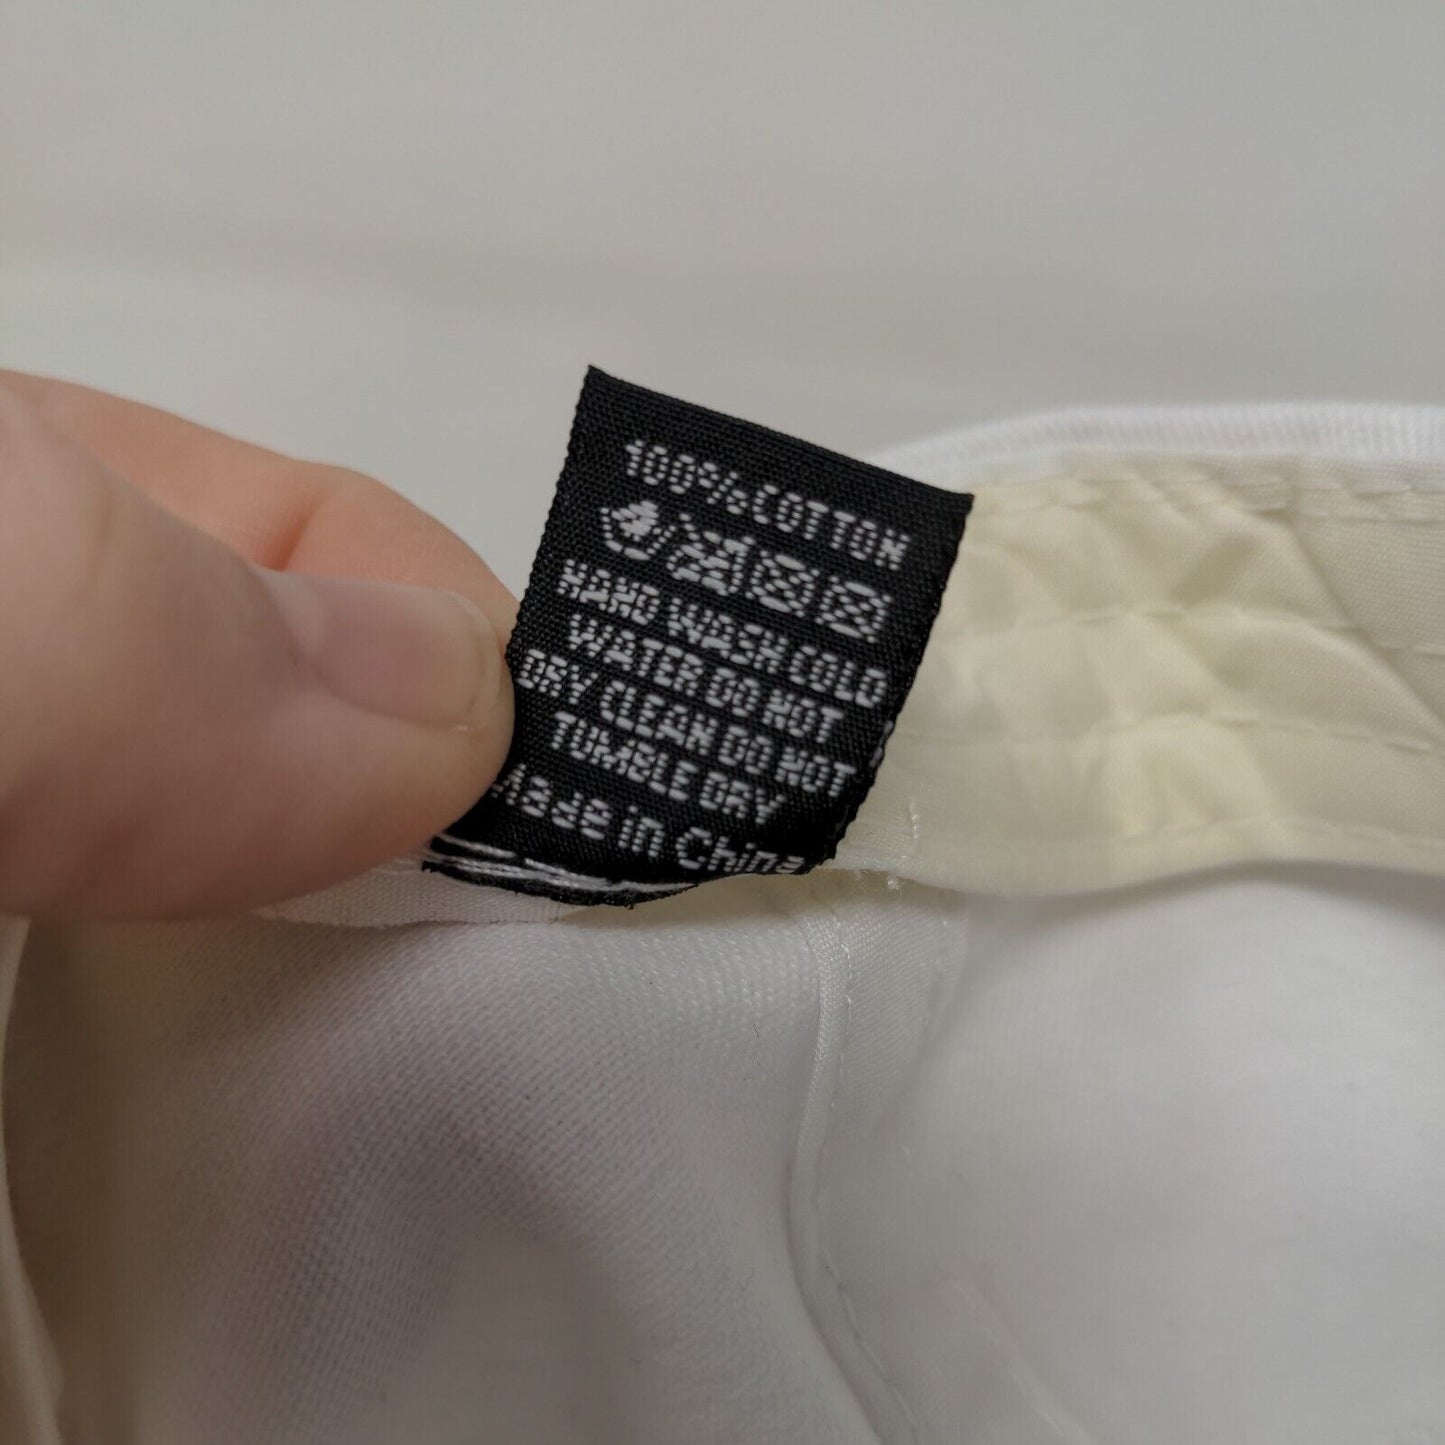 100%COTTON
HAND WASH COLD
WATER DO NOT
DRY CLEAN DO NOT
TUMBLE DRY
Made in China